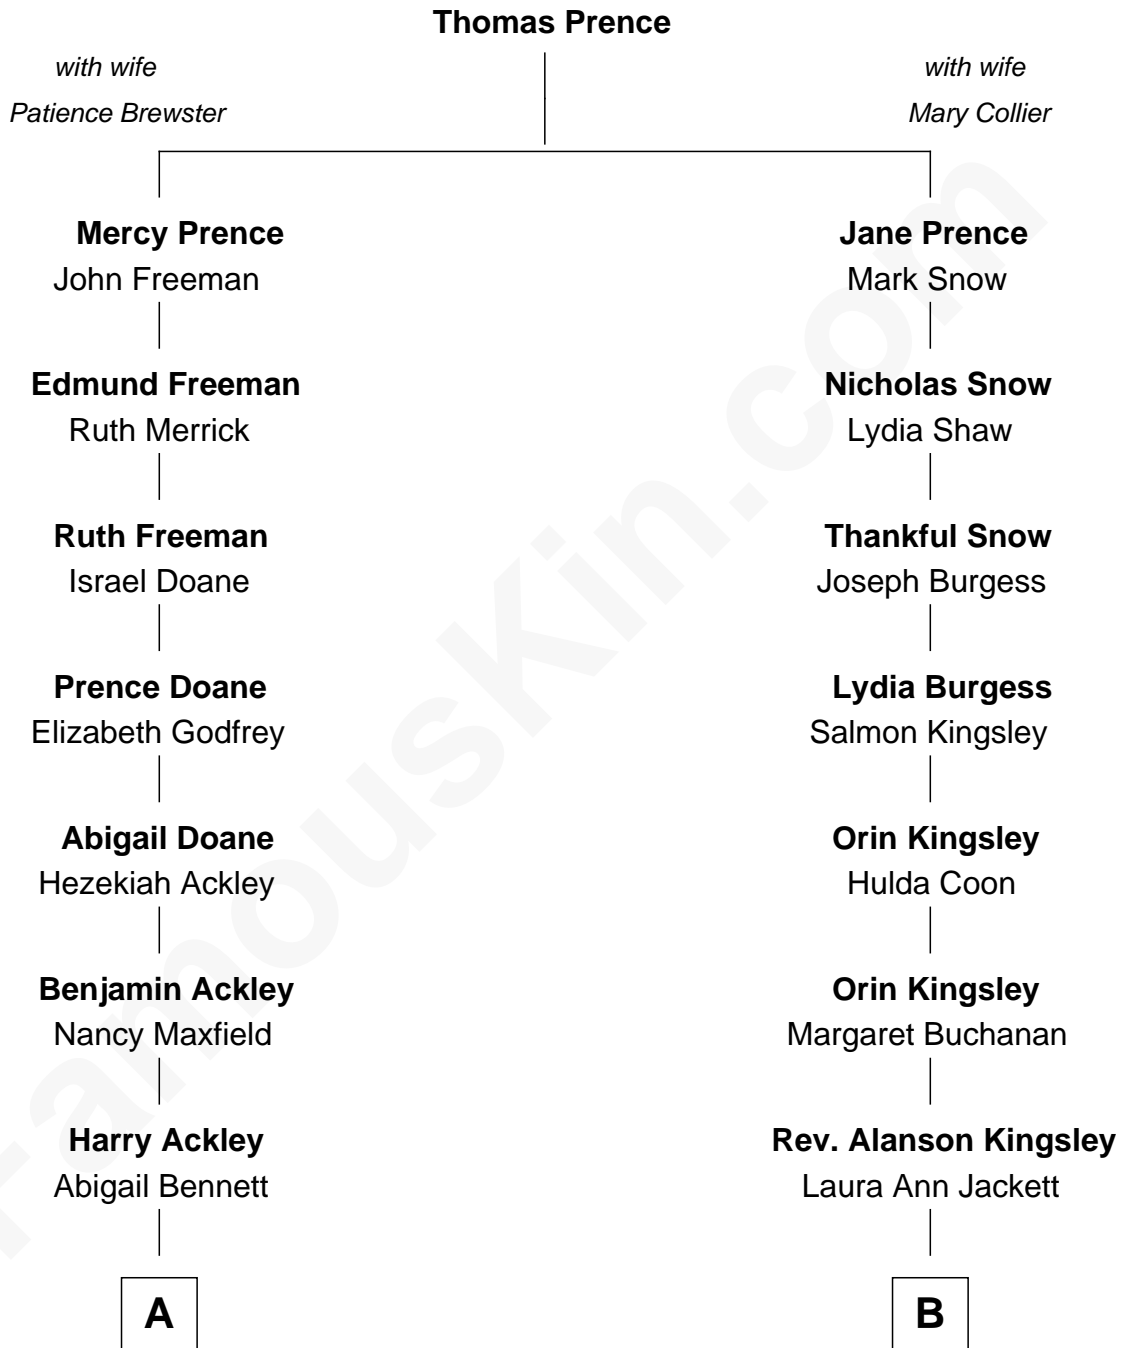 Thomas Prence
with wife
Patience Brewster
with wife
Mary Collier
Mercy Prence
John Freeman
Jane Prence
Mark Snow
Edmund Freeman
Ruth Merrick
Nicholas Snow
Lydia Shaw
Ruth Freeman
Israel Doane
Thankful Snow
Joseph Burgess
Prence Doane
Elizabeth Godfrey
Lydia Burgess
Salmon Kingsley
Abigail Doane
Hezekiah Ackley
Orin Kingsley
Hulda Coon
Benjamin Ackley
Nancy Maxfield
Orin Kingsley
Margaret Buchanan
Harry Ackley
Abigail Bennett
Rev. Alanson Kingsley
Laura Ann Jackett
A
B
FamousKin.com